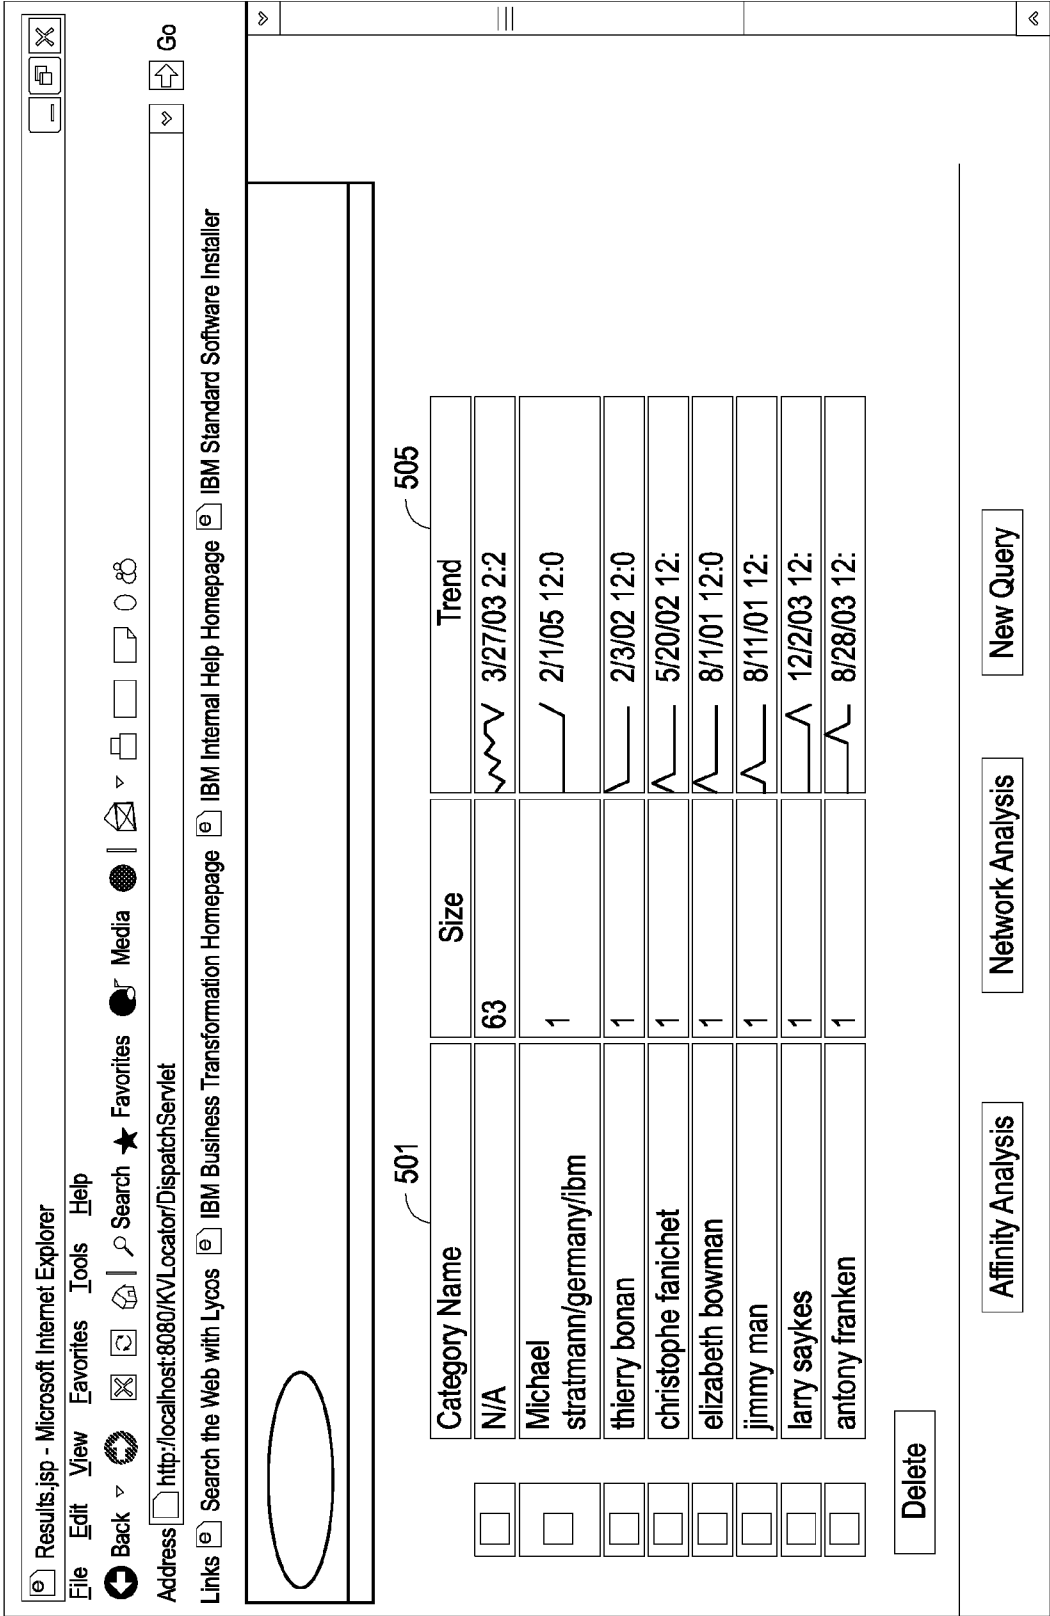 Results.jsp - Microsoft Internet Explorer
File Edit View Favorites Tools Help
Back Search Favorites Media
Address http:/localhost:8080/KVLocator/DispatchServlet Go
Links Search the Web with Lycos IBM Business Transformation Homepage IBM Internal Help Homepage IBM Standard Software Installer
501 505
Category Name Size Trend
N/A 63 3/27/03 2:2
Michael
stratmann/germany/ibm 1 2/1/05 12:0
thierry bonan 1 2/3/02 12:0
christophe fanichet 1 5/20/02 12:
elizabeth bowman 1 8/1/01 12:0
jimmy man 1 8/11/01 12:
larry saykes 1 12/2/03 12:
antony franken 1 8/28/03 12:
Delete
Affinity Analysis Network Analysis New Query